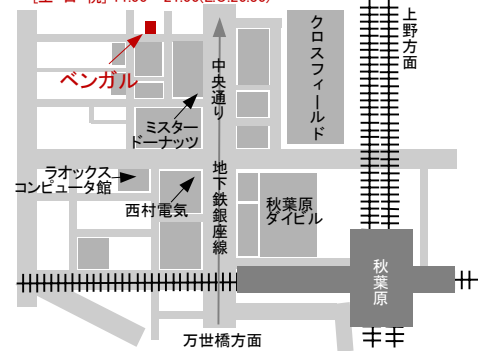 ベンガル
中央通り
クロスフィールド
上野方面
ミスター
ドーナッツ
ラオックス
コンピュータ館
西村電気
地下鉄銀座線
秋葉原
ダイビル
秋葉原
万世橋方面